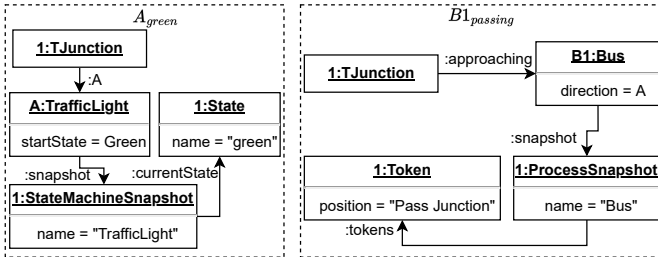 A_green
1:TJunction
:A
A:TrafficLight
startState = Green
1:State
name = "green"
:snapshot
:currentState
1:StateMachineSnapshot
name = "TrafficLight"
B1_passing
1:TJunction
:approaching
B1:Bus
direction = A
:snapshot
1:Token
position = "Pass Junction"
1:ProcessSnapshot
name = "Bus"
:tokens